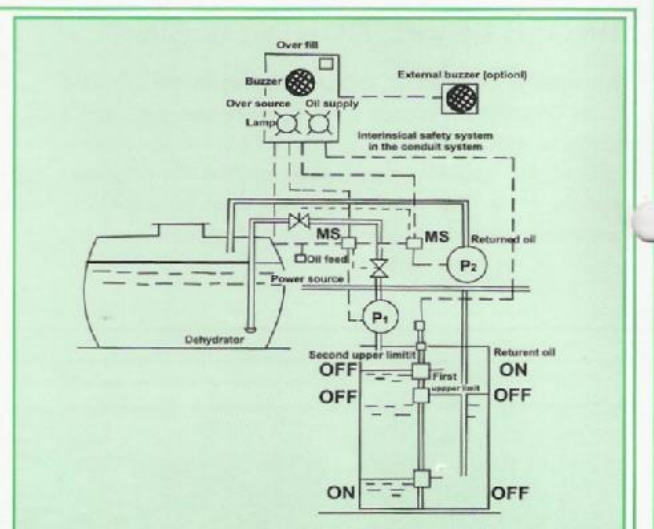 Over fill
Buzzer
External buzzer (optionl)
Over source Oil supply
Lamp
Interinsical safety system
in the conduit system
MS
MS
Returned oil
Oil feed
P2
Power source
P1
Dehydrator
Second upper limitit
Returent oil
OFF
ON
First
uppper limit
OFF
OFF
ON
OFF